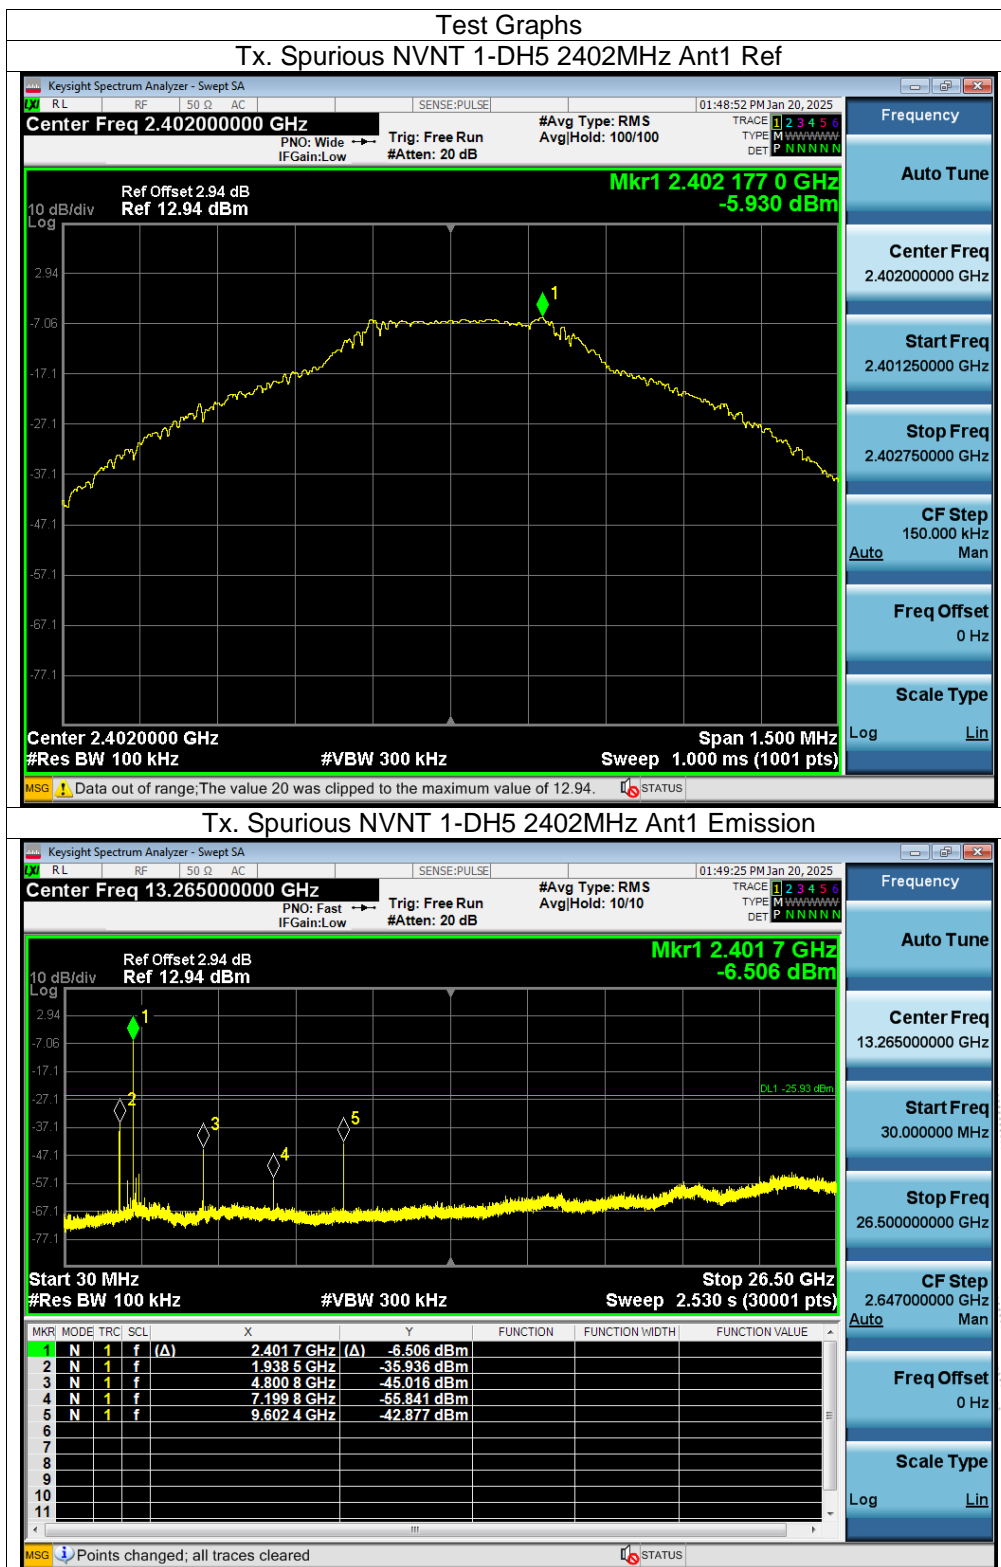 Test Graphs
Tx. Spurious NVNT 1-DH5 2402MHz Ant1 Ref
Keysight Spectrum Analyzer - Swept SA
LXI RL RF 50 Ω AC SENSE:PULSE 01:48:52 PM Jan 20, 2025
Center Freq 2.402000000 GHz
PNO: Wide
IFGain:Low
Trig: Free Run
#Atten: 20 dB
#Avg Type: RMS
Avg|Hold: 100/100
TRACE 1 2 3 4 5 6
TYPE M WWWWW
DET P N N N N N
Frequency
Auto Tune
Center Freq
2.402000000 GHz
Start Freq
2.401250000 GHz
Stop Freq
2.402750000 GHz
CF Step
150.000 kHz
Auto Man
Freq Offset
0 Hz
Scale Type
Log Lin
Ref Offset 2.94 dB
10 dB/div Ref 12.94 dBm
Log
Mkr1 2.402 177 0 GHz
-5.930 dBm
1
2.94
-7.06
-17.1
-27.1
-37.1
-47.1
-57.1
-67.1
-77.1
Center 2.4020000 GHz Span 1.500 MHz
#Res BW 100 kHz #VBW 300 kHz Sweep 1.000 ms (1001 pts)
MSG Data out of range;The value 20 was clipped to the maximum value of 12.94. STATUS
Tx. Spurious NVNT 1-DH5 2402MHz Ant1 Emission
Keysight Spectrum Analyzer - Swept SA
LXI RL RF 50 Ω AC SENSE:PULSE 01:49:25 PM Jan 20, 2025
Center Freq 13.265000000 GHz
PNO: Fast
IFGain:Low
Trig: Free Run
#Atten: 20 dB
#Avg Type: RMS
Avg|Hold: 10/10
TRACE 1 2 3 4 5 6
TYPE M WWWWW
DET P N N N N N
Frequency
Auto Tune
Center Freq
13.265000000 GHz
Start Freq
30.000000 MHz
Stop Freq
26.500000000 GHz
CF Step
2.647000000 GHz
Auto Man
Freq Offset
0 Hz
Scale Type
Log Lin
Ref Offset 2.94 dB
10 dB/div Ref 12.94 dBm
Log
Mkr1 2.401 7 GHz
-6.506 dBm
2.94
-7.06
-17.1
-27.1
-37.1
-47.1
-57.1
-67.1
-77.1
1
2
3
4
5
DL1 -25.93 dBm
Start 30 MHz Stop 26.50 GHz
#Res BW 100 kHz #VBW 300 kHz Sweep 2.530 s (30001 pts)
MKR MODE TRC SCL X Y FUNCTION FUNCTION WIDTH FUNCTION VALUE
1 N 1 f (Δ) 2.401 7 GHz (Δ) -6.506 dBm
2 N 1 f 1.938 5 GHz -35.936 dBm
3 N 1 f 4.800 8 GHz -45.016 dBm
4 N 1 f 7.199 8 GHz -55.841 dBm
5 N 1 f 9.602 4 GHz -42.877 dBm
6
7
8
9
10
11
MSG Points changed; all traces cleared STATUS